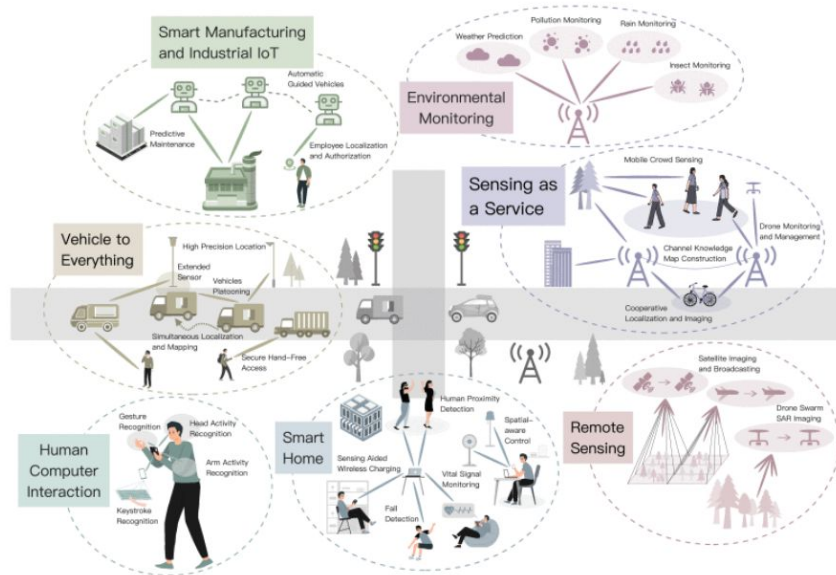 Smart Manufacturing
and Industrial IoT
Automatic
Guided Vehicles
Predictive
Maintenance
Employee Localization
and Authorization
Pollution Monitoring
Rain Monitoring
Weather Prediction
Insect Monitoring
Environmental
Monitoring
Mobile Crowd Sensing
Sensing as
a Service
Drone Monitoring
and Management
Channel Knowledge
Map Construction
Cooperative
Localization and Imaging
Vehicle to
Everything
High Precision Location
Extended
Sensor
Vehicles
Platooning
Simultaneous Localization
and Mapping
Secure Hand-Free
Access
Human
Computer
Interaction
Gesture
Recognition
Head Activity
Recognition
Arm Activity
Recognition
Keystroke
Recognition
Smart
Home
Human Proximity
Detection
Spatial-
aware
Control
Sensing Aided
Wireless Charging
Vital Signal
Monitoring
Fall
Detection
Remote
Sensing
Satellite Imaging
and Broadcasting
Drone Swarm
SAR Imaging